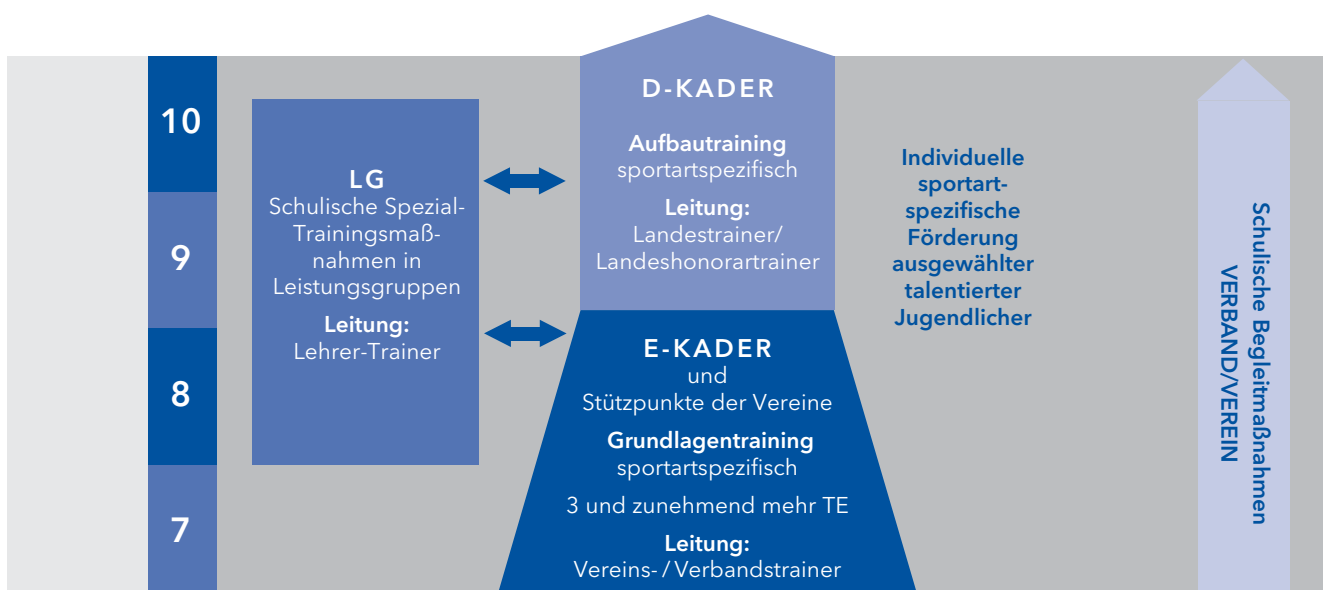 10
9
8
7
LG
Schulische Spezial-
Trainingsmaß-
nahmen in
Leistungsgruppen
Leitung:
Lehrer-Trainer
D-KADER
Aufbautraining
sportartspezifisch
Leitung:
Landestrainer/
Landeshonorartrainer
E-KADER
und
Stützpunkte der Vereine
Grundlagentraining
sportartspezifisch
3 und zunehmend mehr TE
Leitung:
Vereins- / Verbandstrainer
Individuelle
sportart-
spezifische
Förderung
ausgewählter
talentierter
Jugendlicher
Schulische Begleitmaßnahmen
VERBAND/VEREIN